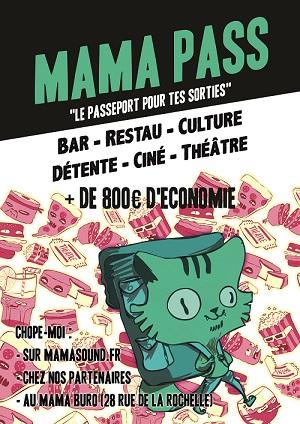 MAMA PASS
"LE PASSEPORT POUR TES SORTIES"
BAR - RESTAU - CULTURE
DÉTENTE - CINÉ - THÉÂTRE
+ DE 800€ D'ECONOMIE
CHOPE-MOI :
- SUR MAMASOUND.FR
- CHEZ NOS PARTENAIRES
- AU MAMA BURO (28 RUE DE LA ROCHELLE)